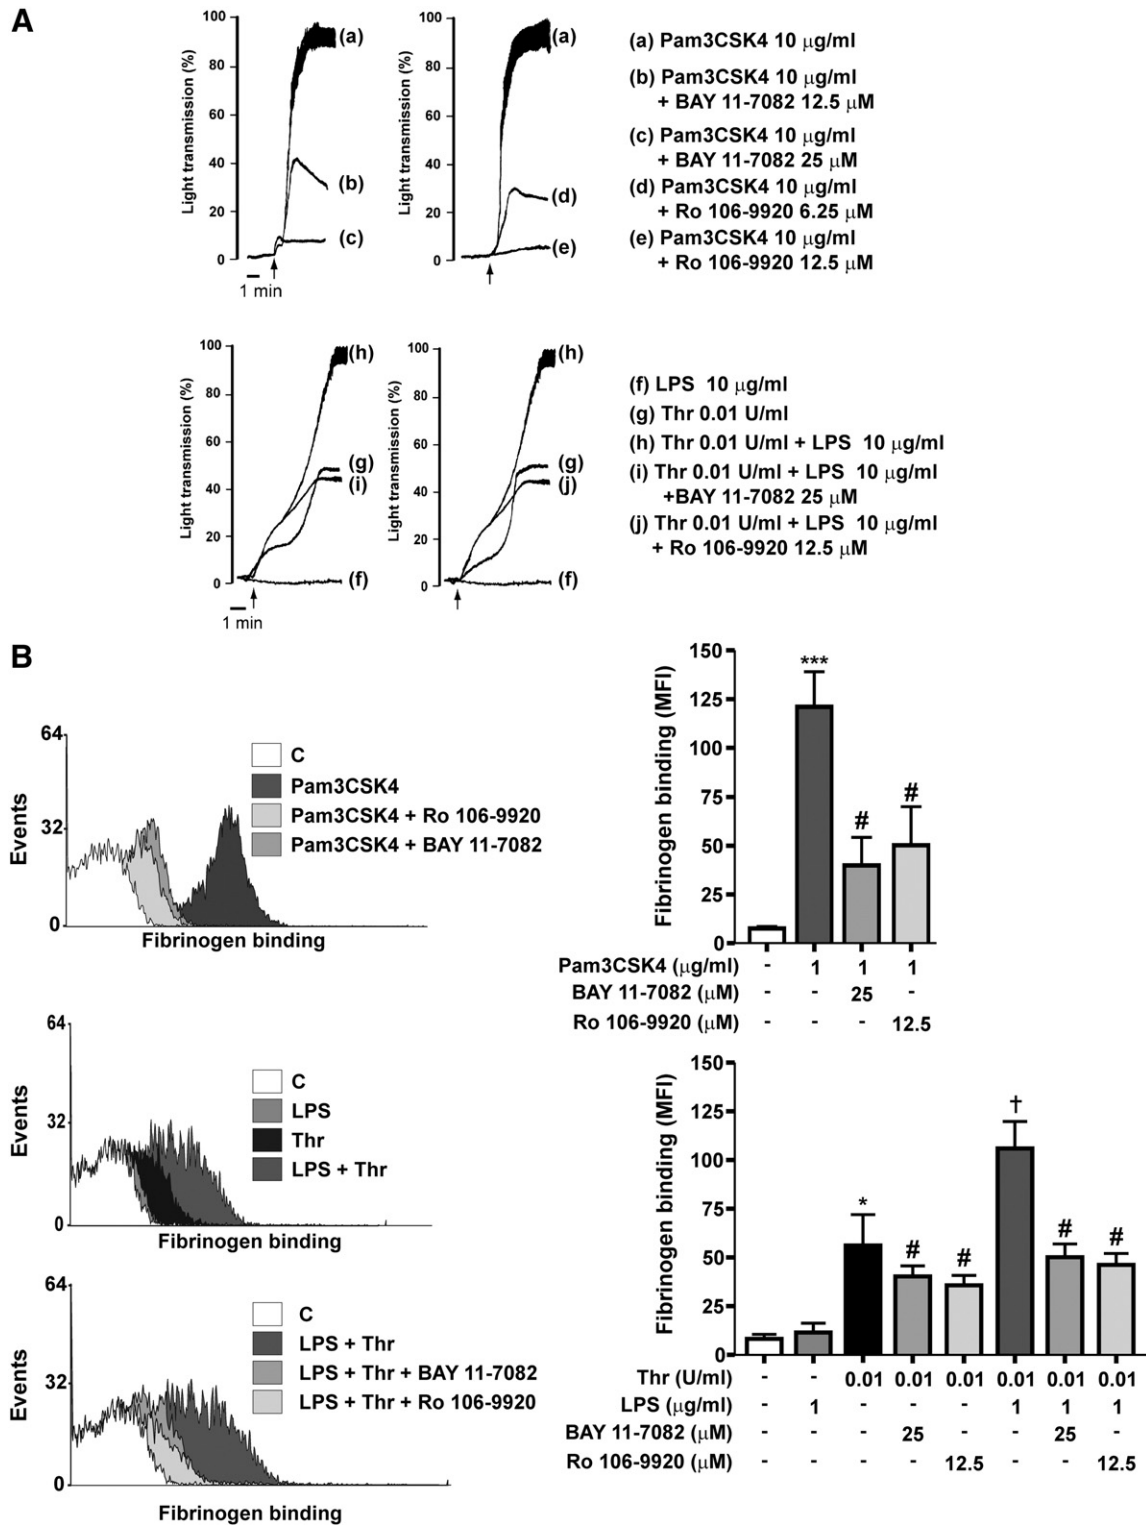 A
100
80
60
40
20
0
Light transmission (%)
(a)
(b)
(c)
1 min
100
80
60
40
20
0
Light transmission (%)
(a)
(d)
(e)
(a) Pam3CSK4 10 μg/ml
(b) Pam3CSK4 10 μg/ml
+ BAY 11-7082 12.5 μM
(c) Pam3CSK4 10 μg/ml
+ BAY 11-7082 25 μM
(d) Pam3CSK4 10 μg/ml
+ Ro 106-9920 6.25 μM
(e) Pam3CSK4 10 μg/ml
+ Ro 106-9920 12.5 μM
100
80
60
40
20
0
Light transmission (%)
(h)
(g)
(i)
(f)
1 min
100
80
60
40
20
0
Light transmission (%)
(h)
(g)
(j)
(f)
(f) LPS 10 μg/ml
(g) Thr 0.01 U/ml
(h) Thr 0.01 U/ml + LPS 10 μg/ml
(i) Thr 0.01 U/ml + LPS 10 μg/ml
+BAY 11-7082 25 μM
(j) Thr 0.01 U/ml + LPS 10 μg/ml
+ Ro 106-9920 12.5 μM
B
64
32
0
Events
C
Pam3CSK4
Pam3CSK4 + Ro 106-9920
Pam3CSK4 + BAY 11-7082
Fibrinogen binding
150
125
100
75
50
25
0
Fibrinogen binding (MFI)
***
#
#
Pam3CSK4 (μg/ml) - 1 1 1
BAY 11-7082 (μM) - - 25 -
Ro 106-9920 (μM) - - - 12.5
64
32
0
Events
C
LPS
Thr
LPS + Thr
Fibrinogen binding
64
32
0
Events
C
LPS + Thr
LPS + Thr + BAY 11-7082
LPS + Thr + Ro 106-9920
Fibrinogen binding
150
125
100
75
50
25
0
Fibrinogen binding (MFI)
*
#
#
†
#
#
Thr (U/ml) - - 0.01 0.01 0.01 0.01 0.01 0.01
LPS (μg/ml) - 1 - - - 1 1 1
BAY 11-7082 (μM) - - - 25 - - 25 -
Ro 106-9920 (μM) - - - - 12.5 - - 12.5